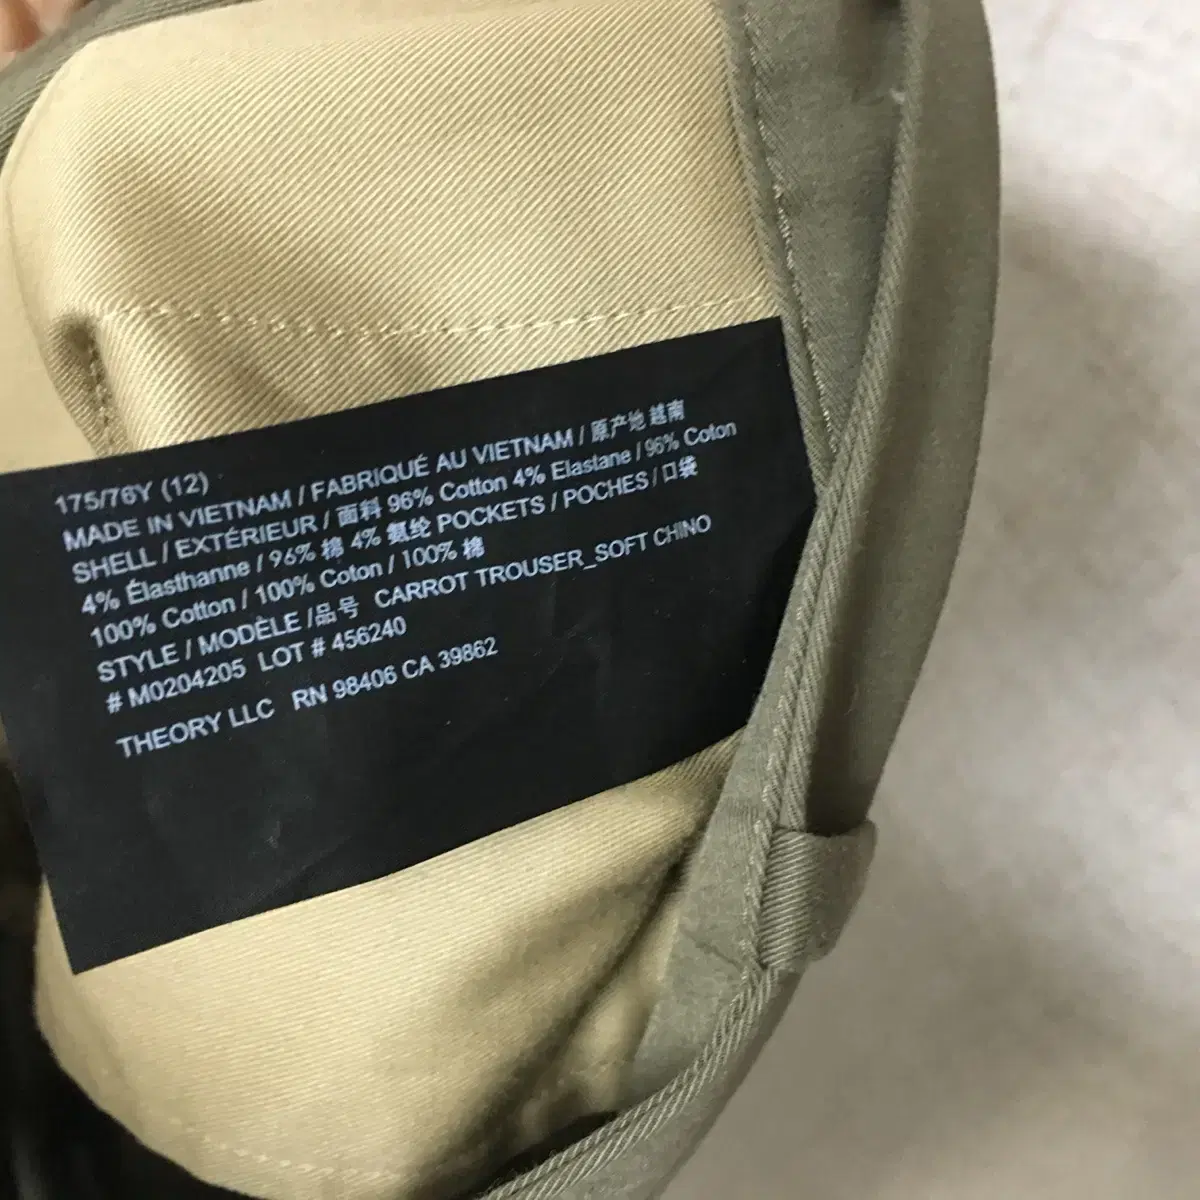 175/76Y (12)
MADE IN VIETNAM / FABRIQUÉ AU VIETNAM / 原产地 越南
SHELL / EXTÉRIEUR / 面料 96% Cotton 4% Elastane / 96% Coton
4% Élasthanne / 96% 棉 4% 氨纶 POCKETS / POCHES / 口袋
100% Cotton / 100% Coton / 100% 棉
STYLE / MODÈLE /品号 CARROT TROUSER_SOFT CHINO
# M0204205 LOT # 456240
THEORY LLC RN 98406 CA 39862